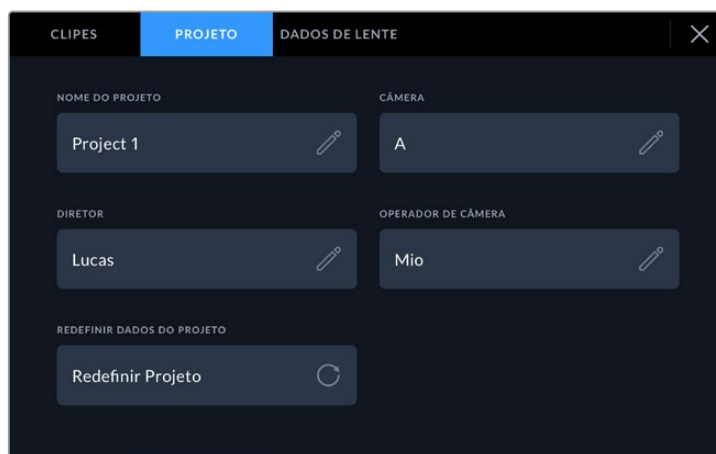 CLIPES PROJETO DADOS DE LENTE
NOME DO PROJETO CÂMERA
Project 1 A
DIRETOR OPERADOR DE CÂMERA
Lucas Mio
REDEFINIR DADOS DO PROJETO
Redefinir Projeto